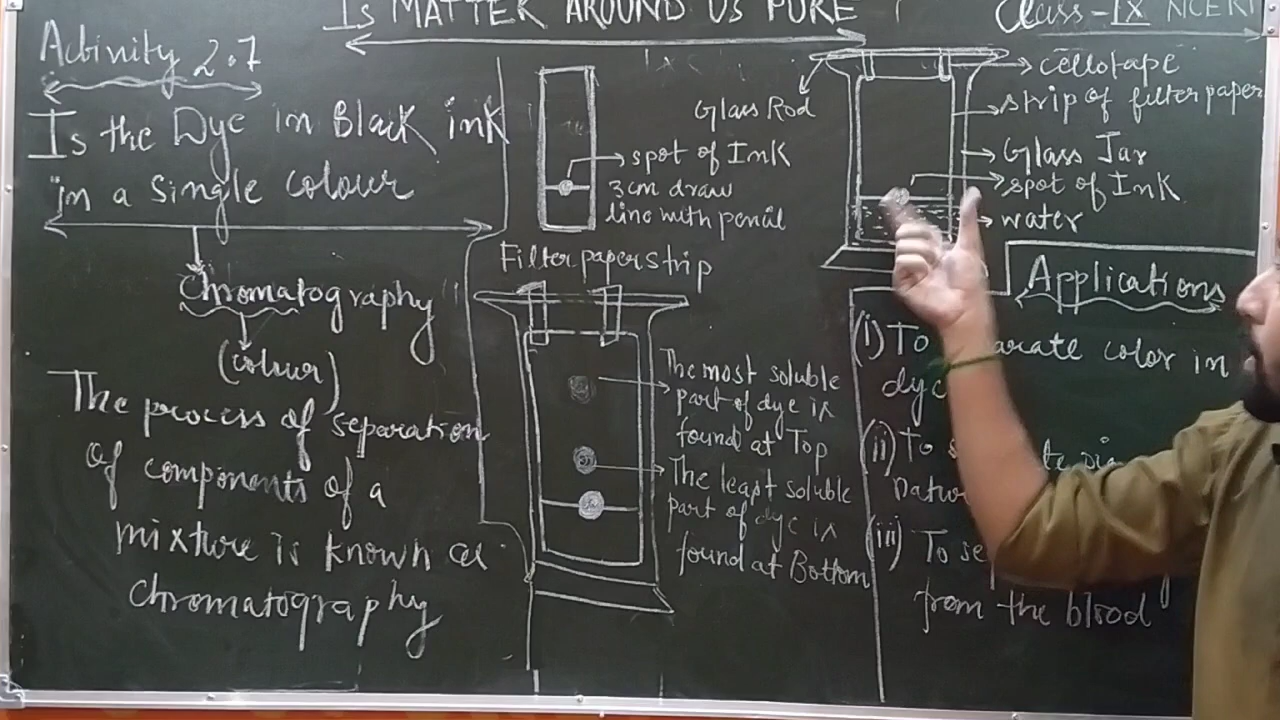 Is MATTER AROUND US PURE
Class-IX NCERT
Activity 2.7
Is the Dye in Black ink
in a single colour
Chromatography
(colour)
The process of separation
of components of a
mixture is known as
chromatography
spot of Ink
3cm draw
line with pencil
Filter paper strip
The most soluble
part of dye is
found at Top
The least soluble
part of dye is
found at Bottom
Glass Rod
cellotape
strip of filter paper
Glass Jar
spot of Ink
water
Applications
(i) To color in
dye
(ii) To
(iii) To
from the blood